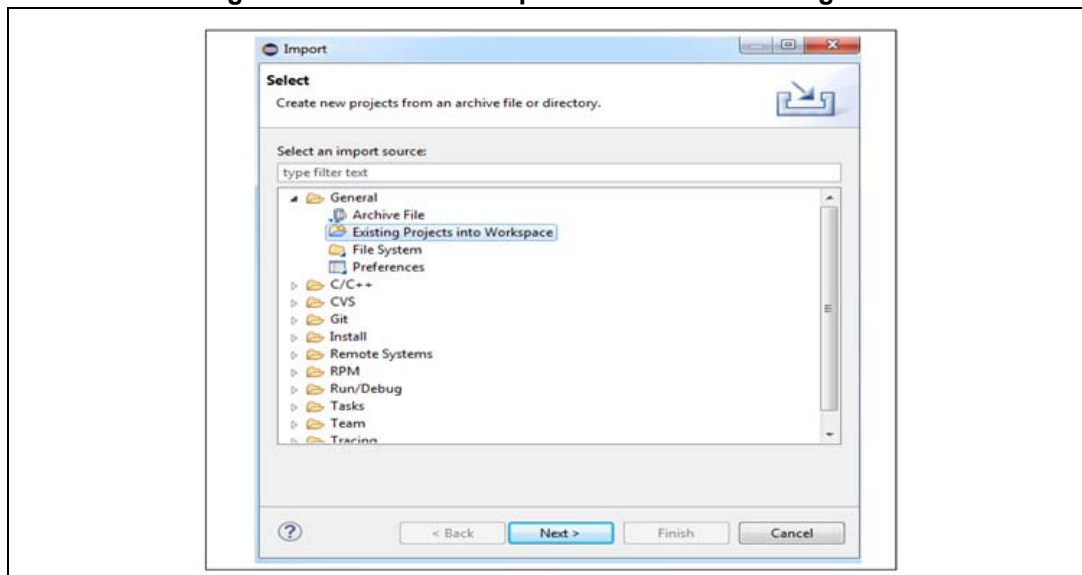 Import
Select
Create new projects from an archive file or directory.
Select an import source:
type filter text
General
Archive File
Existing Projects into Workspace
File System
Preferences
C/C++
CVS
Git
Install
Remote Systems
RPM
Run/Debug
Tasks
Team
Tracing
? < Back Next > Finish Cancel